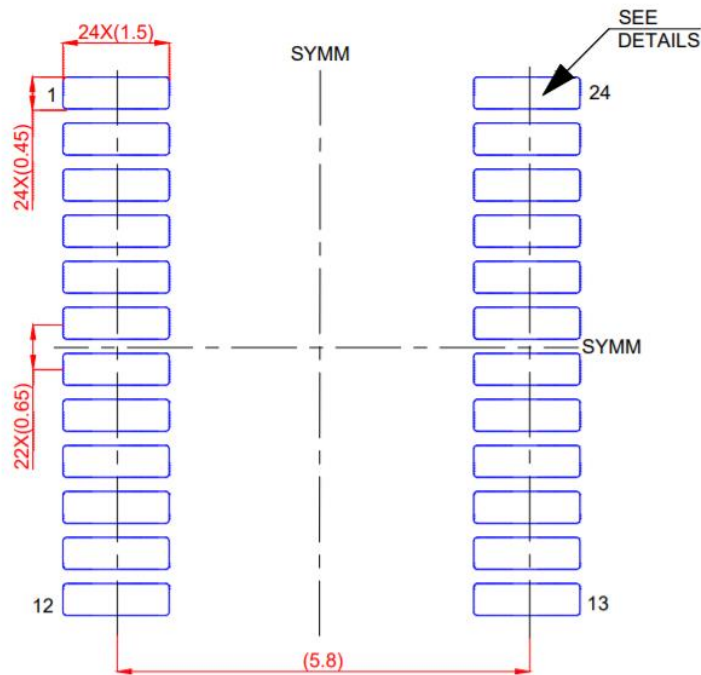 24X(1.5)
SYMM
SEE
DETAILS
1
24
24X(0.45)
SYMM
22X(0.65)
12
13
(5.8)